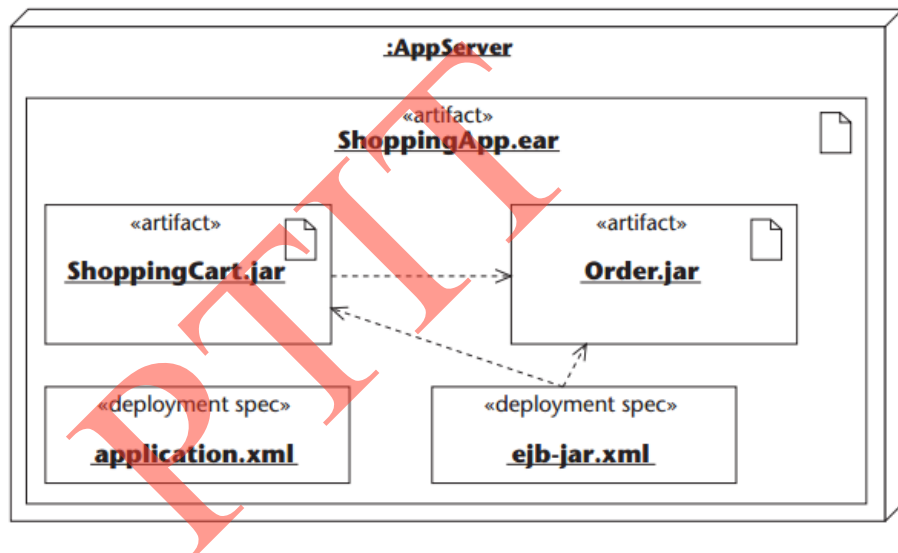 :AppServer
«artifact»
ShoppingApp.ear
«artifact»
ShoppingCart.jar
«artifact»
Order.jar
«deployment spec»
application.xml
«deployment spec»
ejb-jar.xml
PTIT